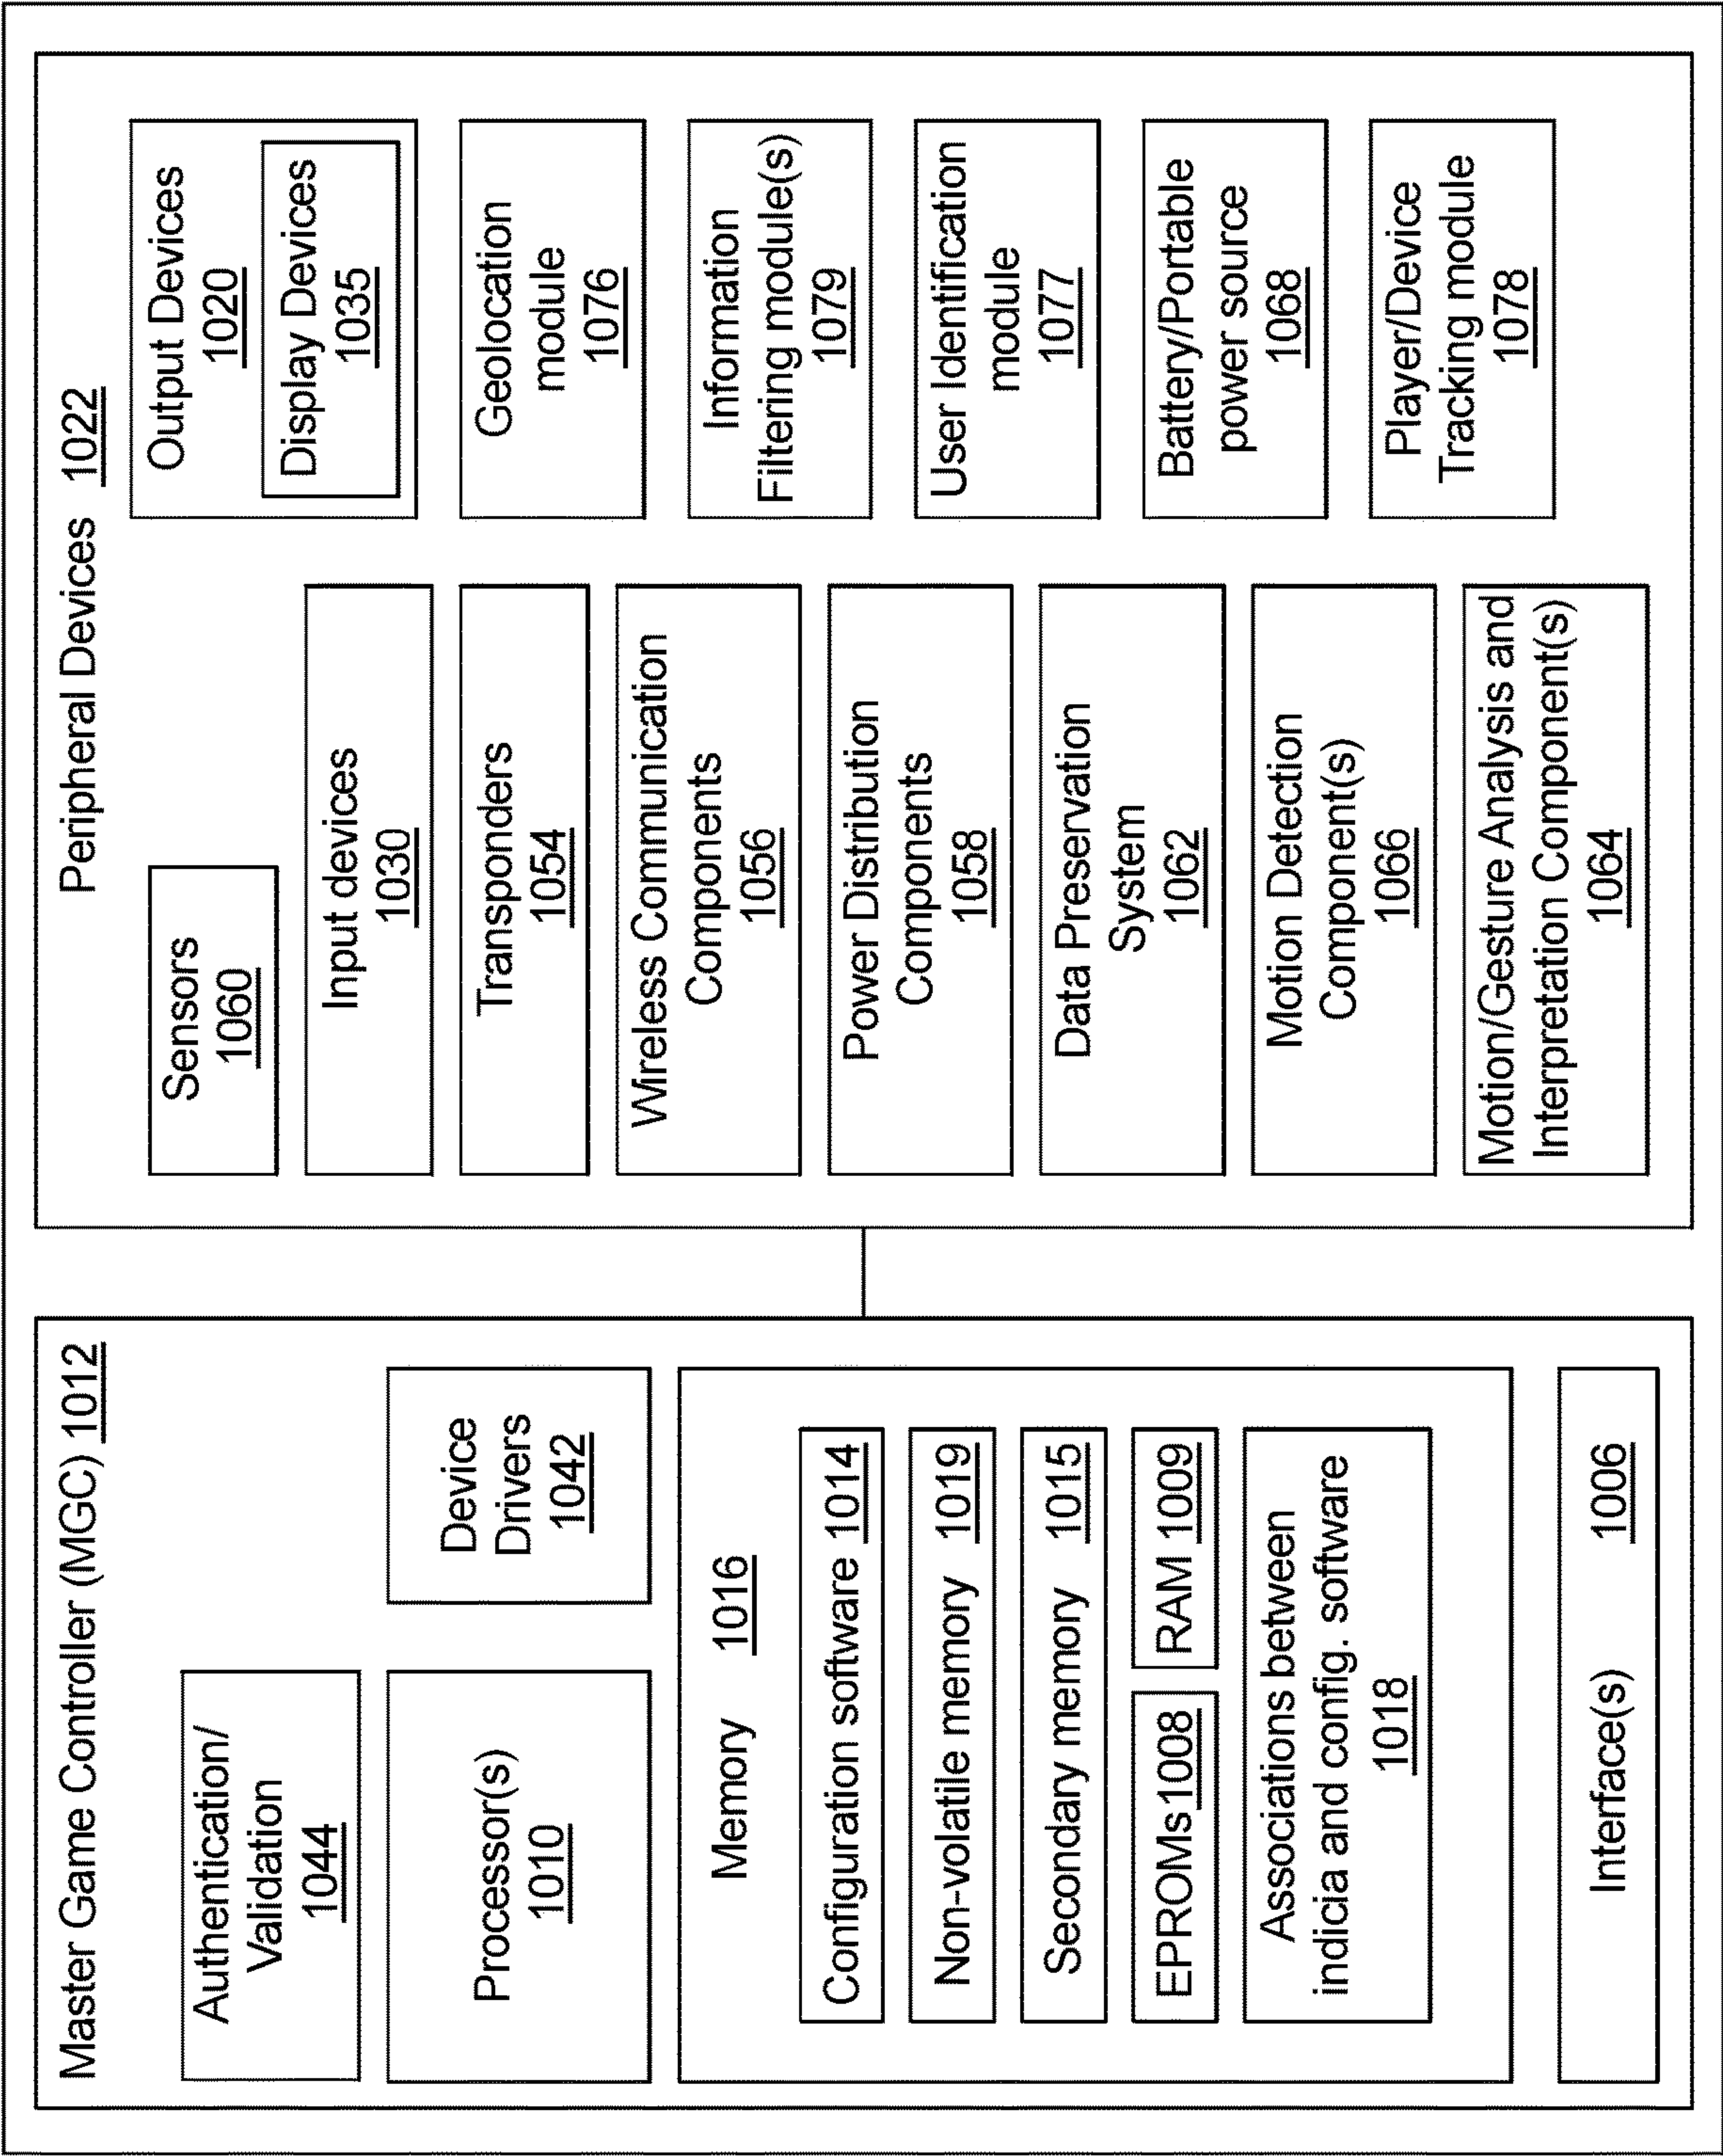 Master Game Controller (MGC) 1012
Authentication/
Validation
1044
Processor(s)
1010
Device
Drivers
1042
Memory 1016
Configuration software 1014
Non-volatile memory 1019
Secondary memory 1015
EPROMs 1008
RAM 1009
Associations between
indicia and config. software
1018
Interface(s) 1006
Peripheral Devices 1022
Sensors
1060
Input devices
1030
Transponders
1054
Wireless Communication
Components
1056
Power Distribution
Components
1058
Data Preservation
System
1062
Motion Detection
Component(s)
1066
Motion/Gesture Analysis and
Interpretation Component(s)
1064
Output Devices
1020
Display Devices
1035
Geolocation
module
1076
Information
Filtering module(s)
1079
User Identification
module
1077
Battery/Portable
power source
1068
Player/Device
Tracking module
1078